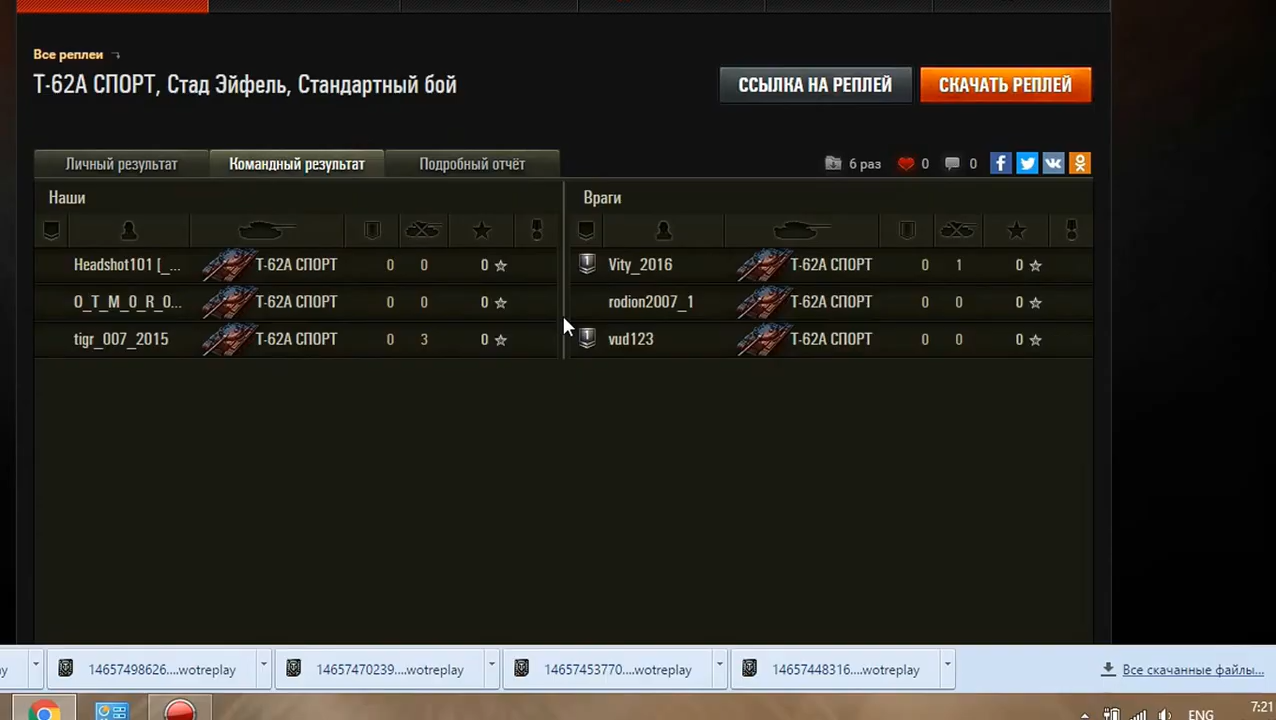 Все реплеи
Т-62А СПОРТ, Стад Эйфель, Стандартный бой
ССЫЛКА НА РЕПЛЕЙ
СКАЧАТЬ РЕПЛЕЙ
Личный результат
Командный результат
Подробный отчёт
6 раз
0
0
Наши
Враги
Headshot101 [_... Т-62А СПОРТ 0 0 0
Vity_2016 Т-62А СПОРТ 0 1 0
O_T_M_O_R_O... Т-62А СПОРТ 0 0 0
rodion2007_1 Т-62А СПОРТ 0 0 0
tigr_007_2015 Т-62А СПОРТ 0 3 0
vud123 Т-62А СПОРТ 0 0 0
14657498626....wotreplay
14657470239....wotreplay
14657453770....wotreplay
14657448316....wotreplay
Все скачанные файлы...
ENG
7:21